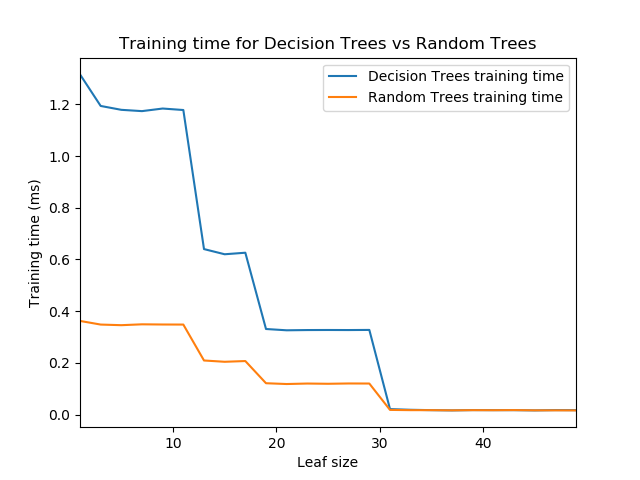 Training time for Decision Trees vs Random Trees
Decision Trees training time
Random Trees training time
Training time (ms)
1.2
1.0
0.8
0.6
0.4
0.2
0.0
10
20
30
40
Leaf size